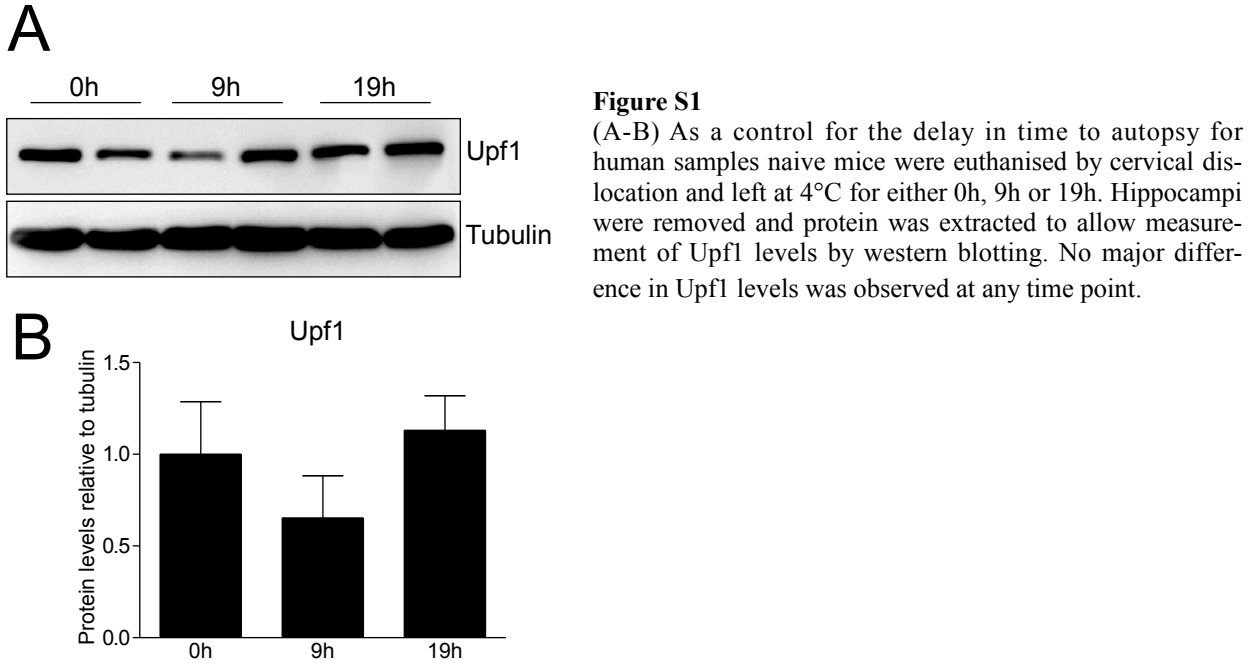 A
0h 9h 19h
Upf1
Tubulin
Figure S1
(A-B) As a control for the delay in time to autopsy for
human samples naive mice were euthanised by cervical dis-
location and left at 4°C for either 0h, 9h or 19h. Hippocampi
were removed and protein was extracted to allow measure-
ment of Upf1 levels by western blotting. No major differ-
ence in Upf1 levels was observed at any time point.
B
Upf1
Protein levels relative to tubulin
1.5
1.0
0.5
0.0
0h 9h 19h